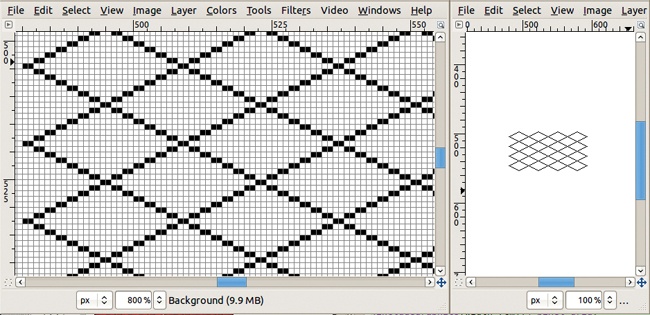 File Edit Select View Image Layer Colors Tools Filters Video Windows Help
500 525 550
500
525
px 800% Background (9.9 MB)
File Edit Select View Image Layer
0 500 600
400
500
600
px 100% ...